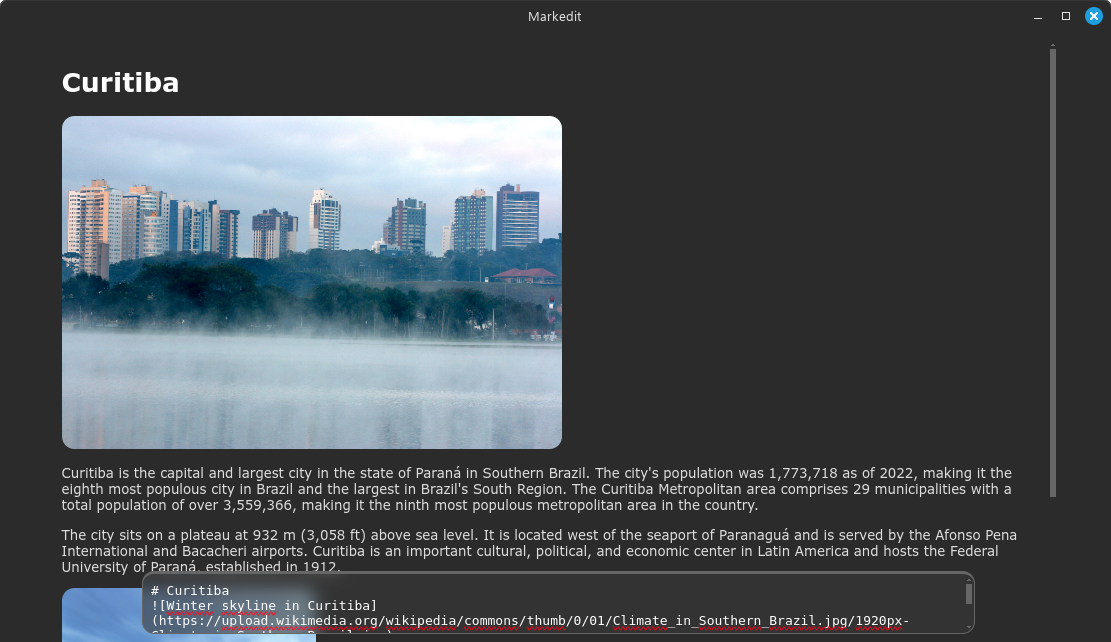 Markedit
Curitiba
Curitiba is the capital and largest city in the state of Paraná in Southern Brazil. The city's population was 1,773,718 as of 2022, making it the
eighth most populous city in Brazil and the largest in Brazil's South Region. The Curitiba Metropolitan area comprises 29 municipalities with a
total population of over 3,559,366, making it the ninth most populous metropolitan area in the country.
The city sits on a plateau at 932 m (3,058 ft) above sea level. It is located west of the seaport of Paranaguá and is served by the Afonso Pena
International and Bacacheri airports. Curitiba is an important cultural, political, and economic center in Latin America and hosts the Federal
University of Paraná, established in 1912.
# Curitiba
![Winter skyline in Curitiba]
(https://upload.wikimedia.org/wikipedia/commons/thumb/0/01/Climate_in_Southern_Brazil.jpg/1920px-